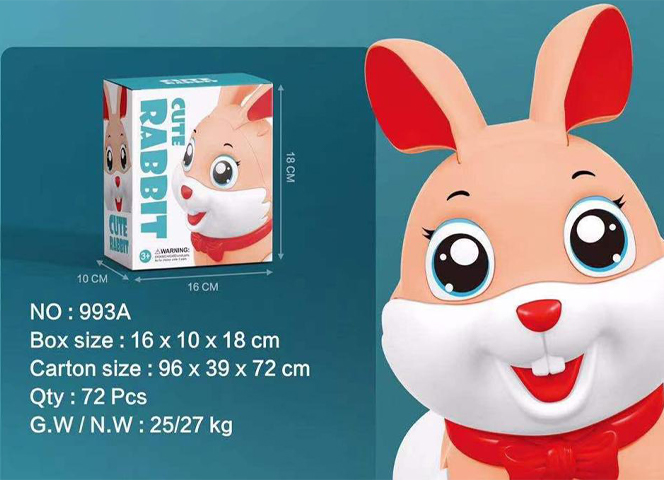 CUTE
RABBIT
CUTE
RABBIT
3+
⚠WARNING:
18 CM
10 CM
16 CM
NO : 993A
Box size : 16 x 10 x 18 cm
Carton size : 96 x 39 x 72 cm
Qty : 72 Pcs
G.W / N.W : 25/27 kg